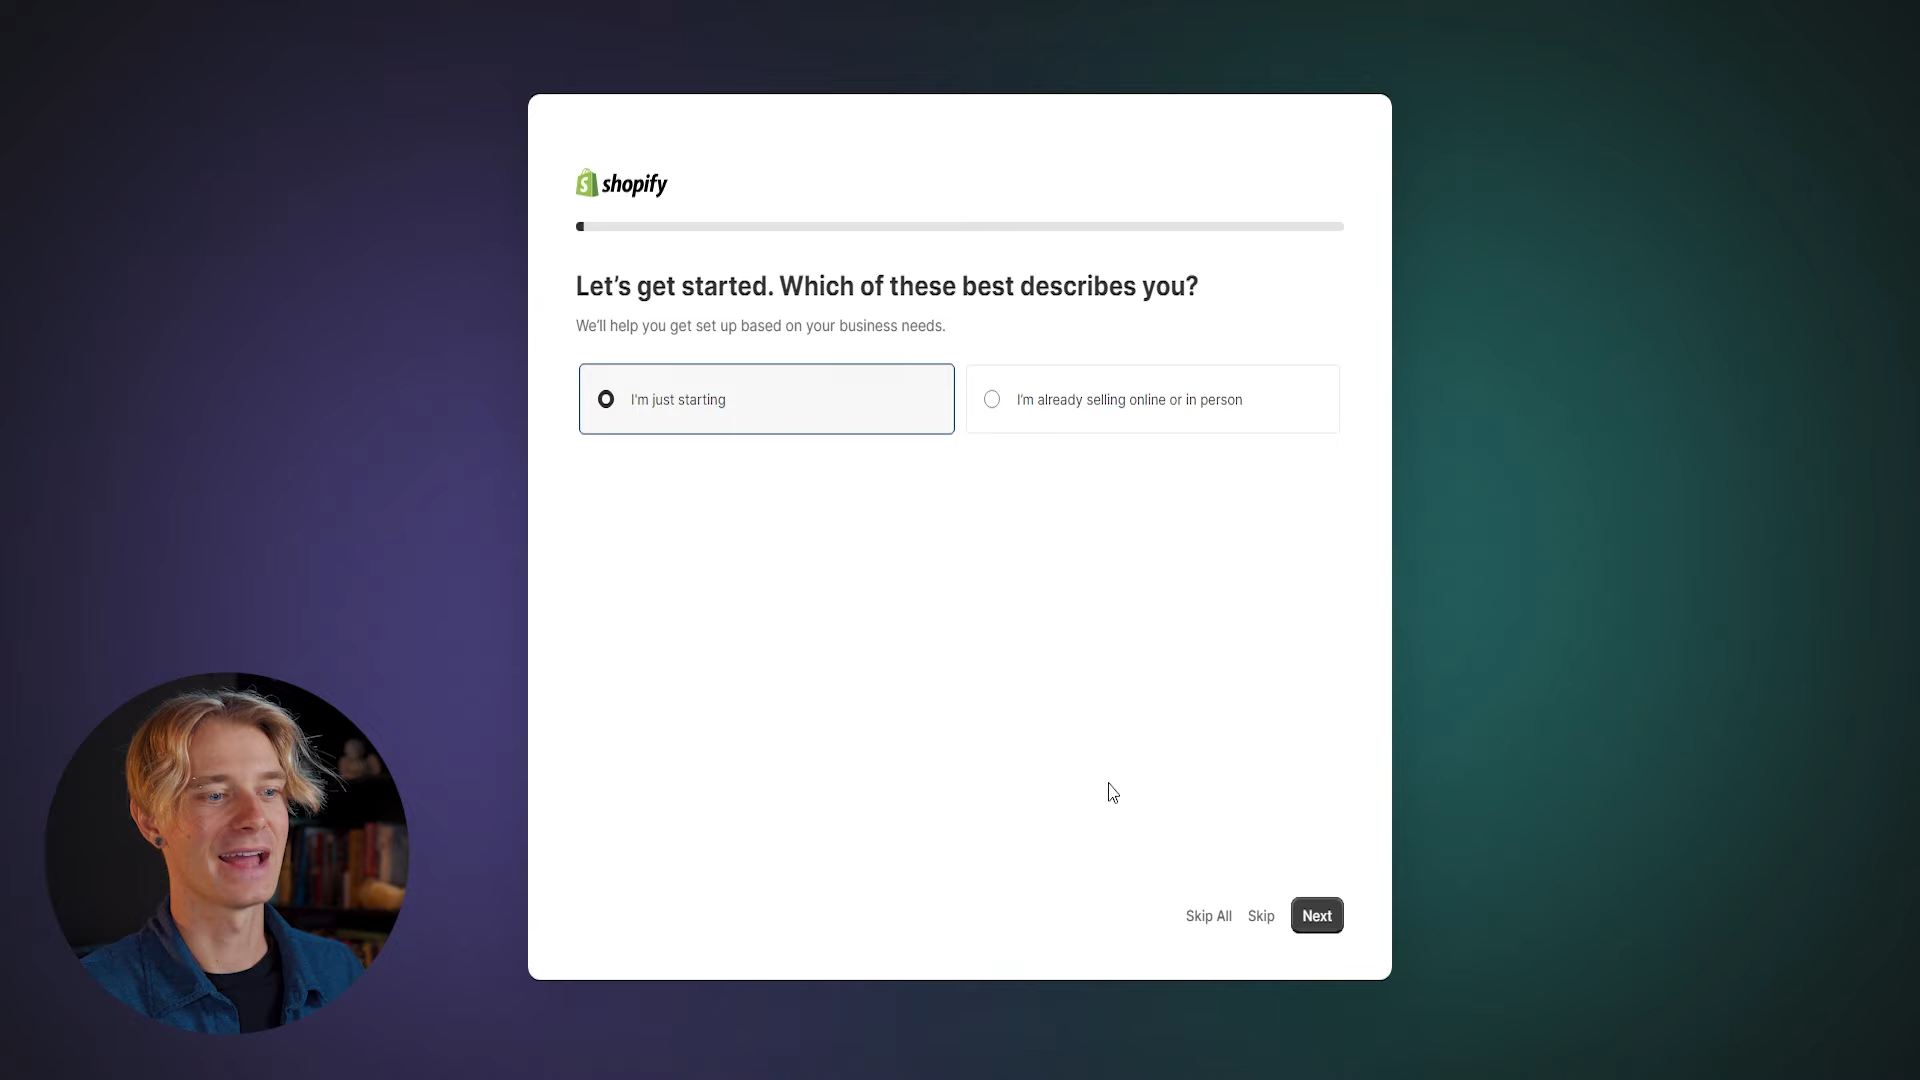 shopify
Let's get started. Which of these best describes you?
We'll help you get set up based on your business needs.
I'm just starting
I'm already selling online or in person
Skip All Skip Next